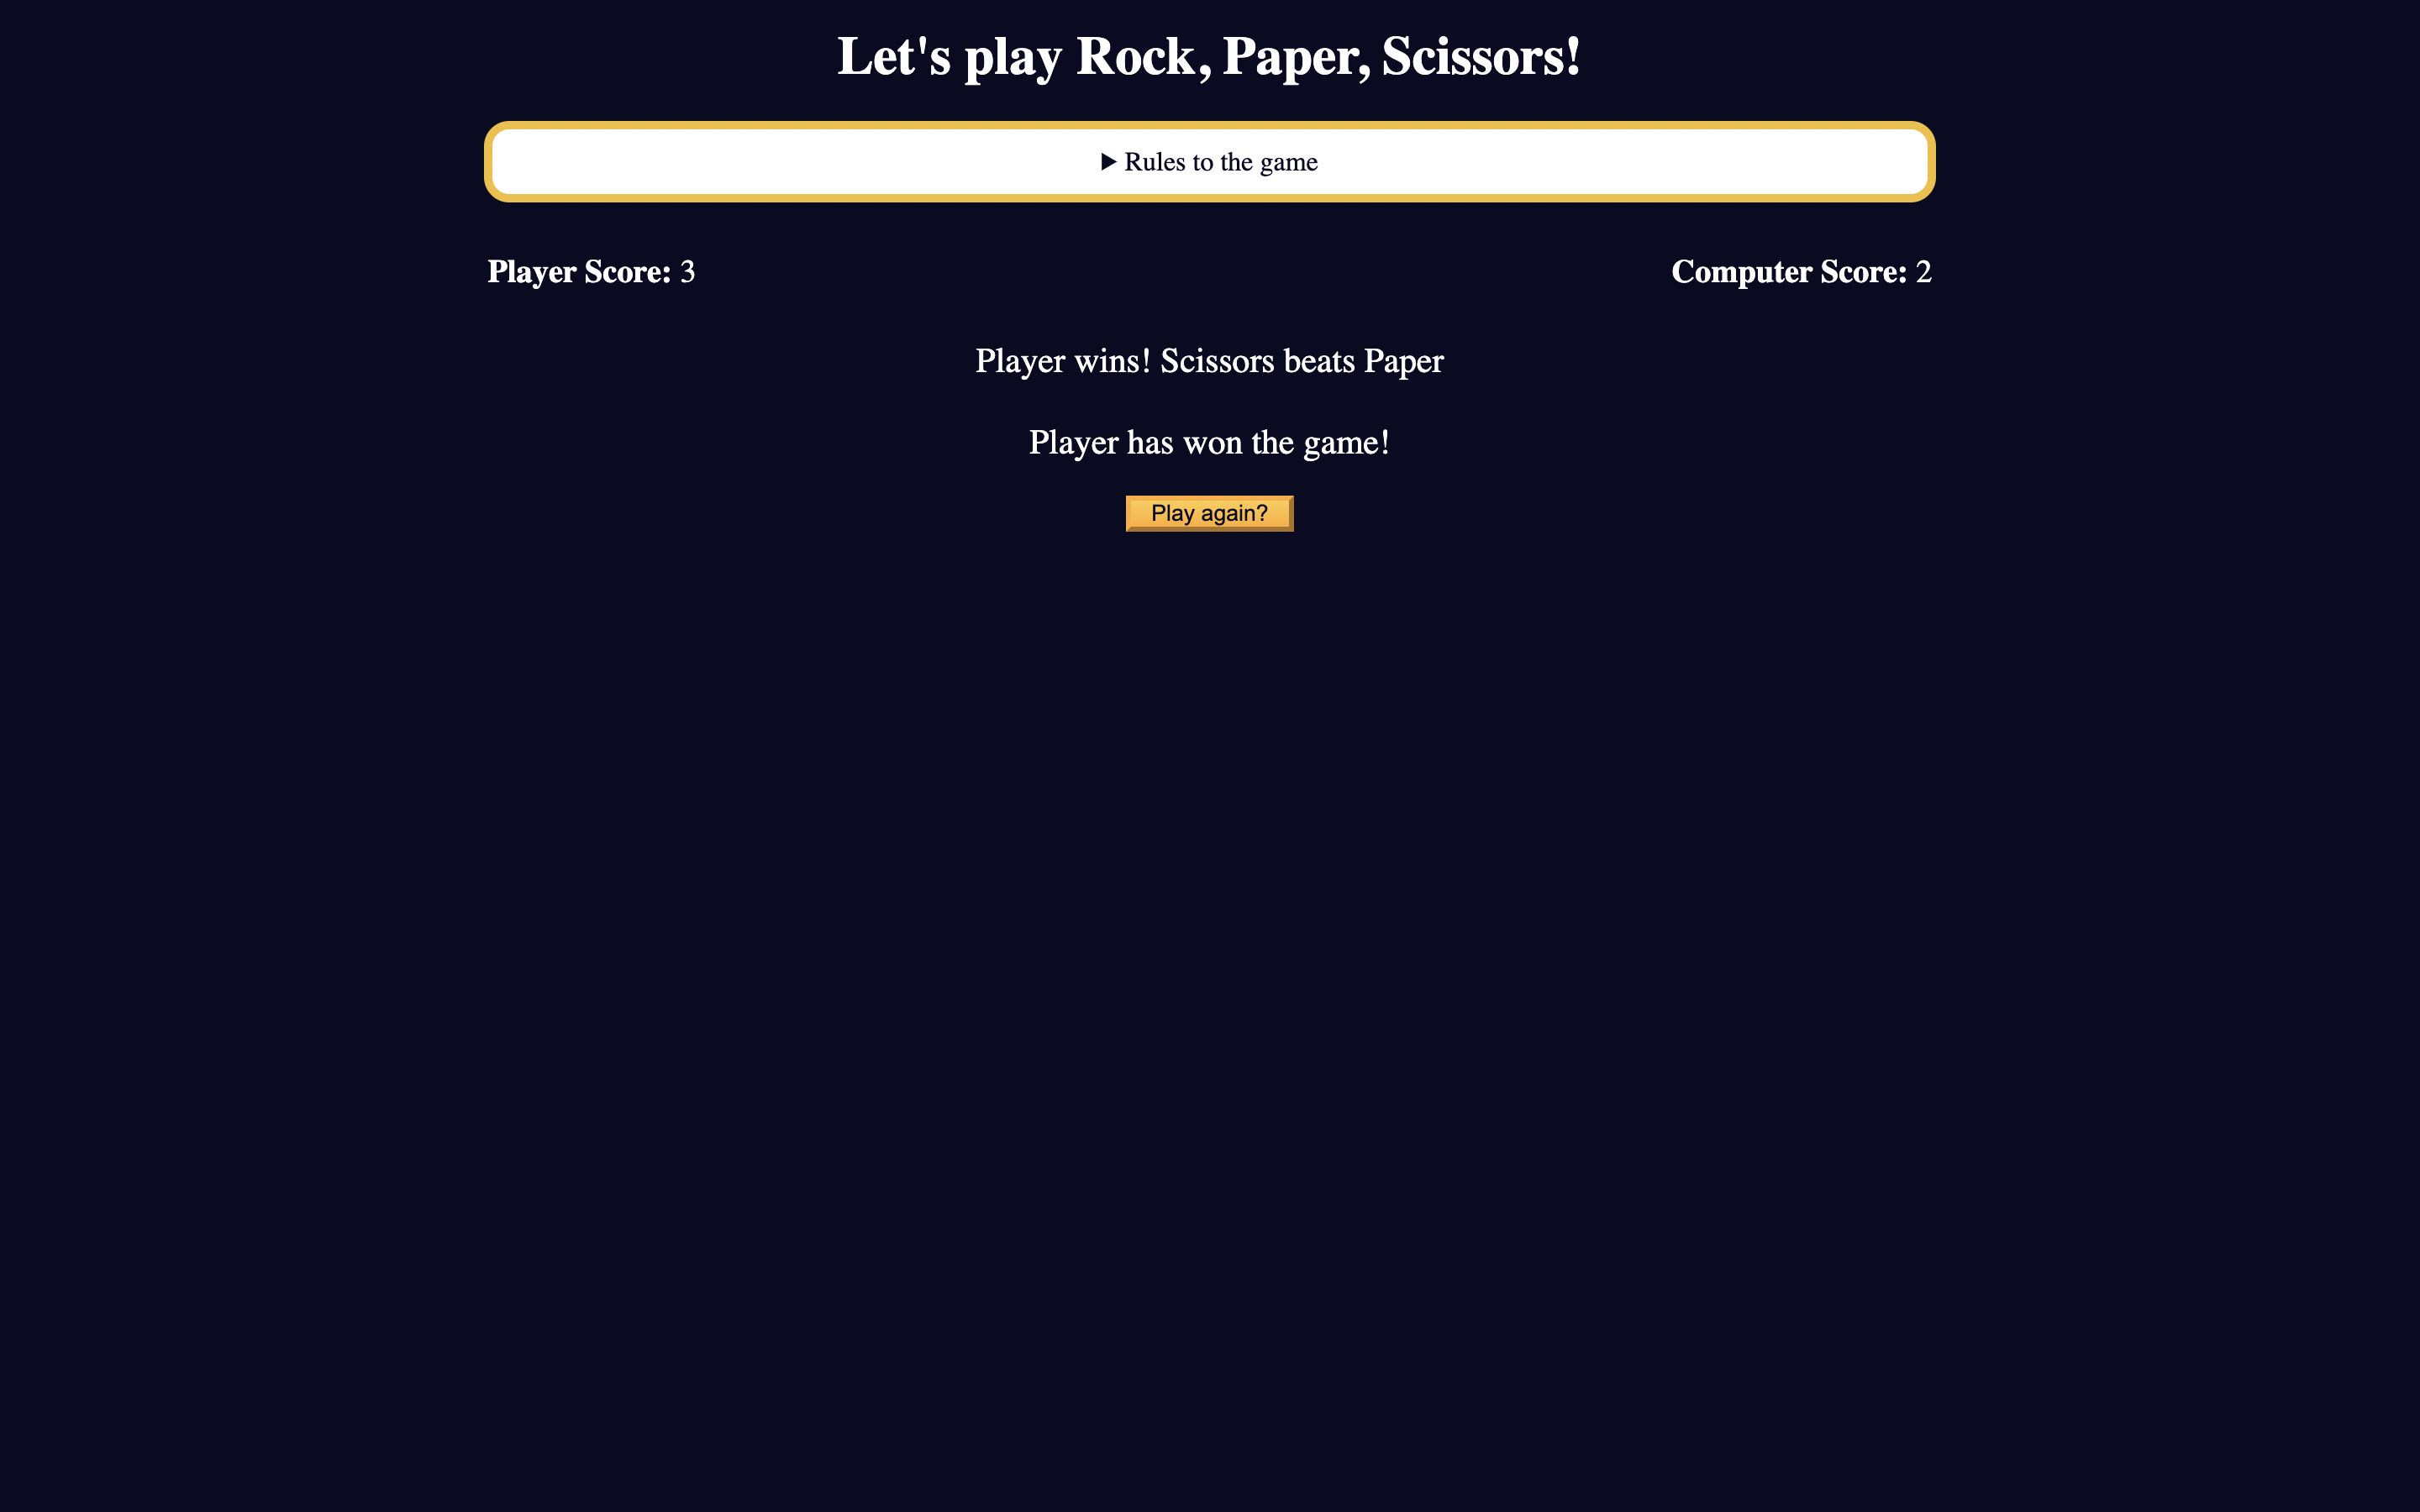 Let's play Rock, Paper, Scissors!
▶ Rules to the game
Player Score: 3
Computer Score: 2
Player wins! Scissors beats Paper
Player has won the game!
Play again?